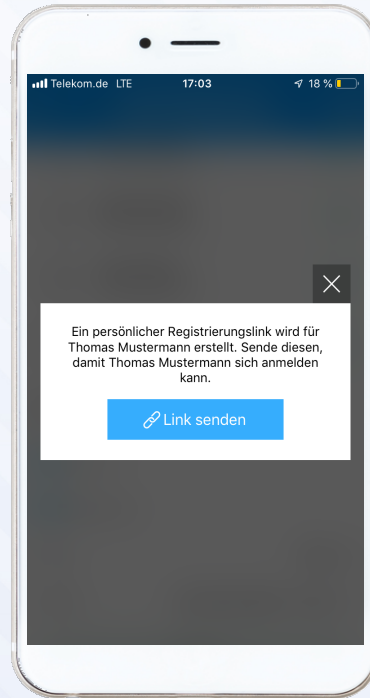 Telekom.de LTE 17:03 18 %
Ein persönlicher Registrierungslink wird für
Thomas Mustermann erstellt. Sende diesen,
damit Thomas Mustermann sich anmelden
kann.
Link senden